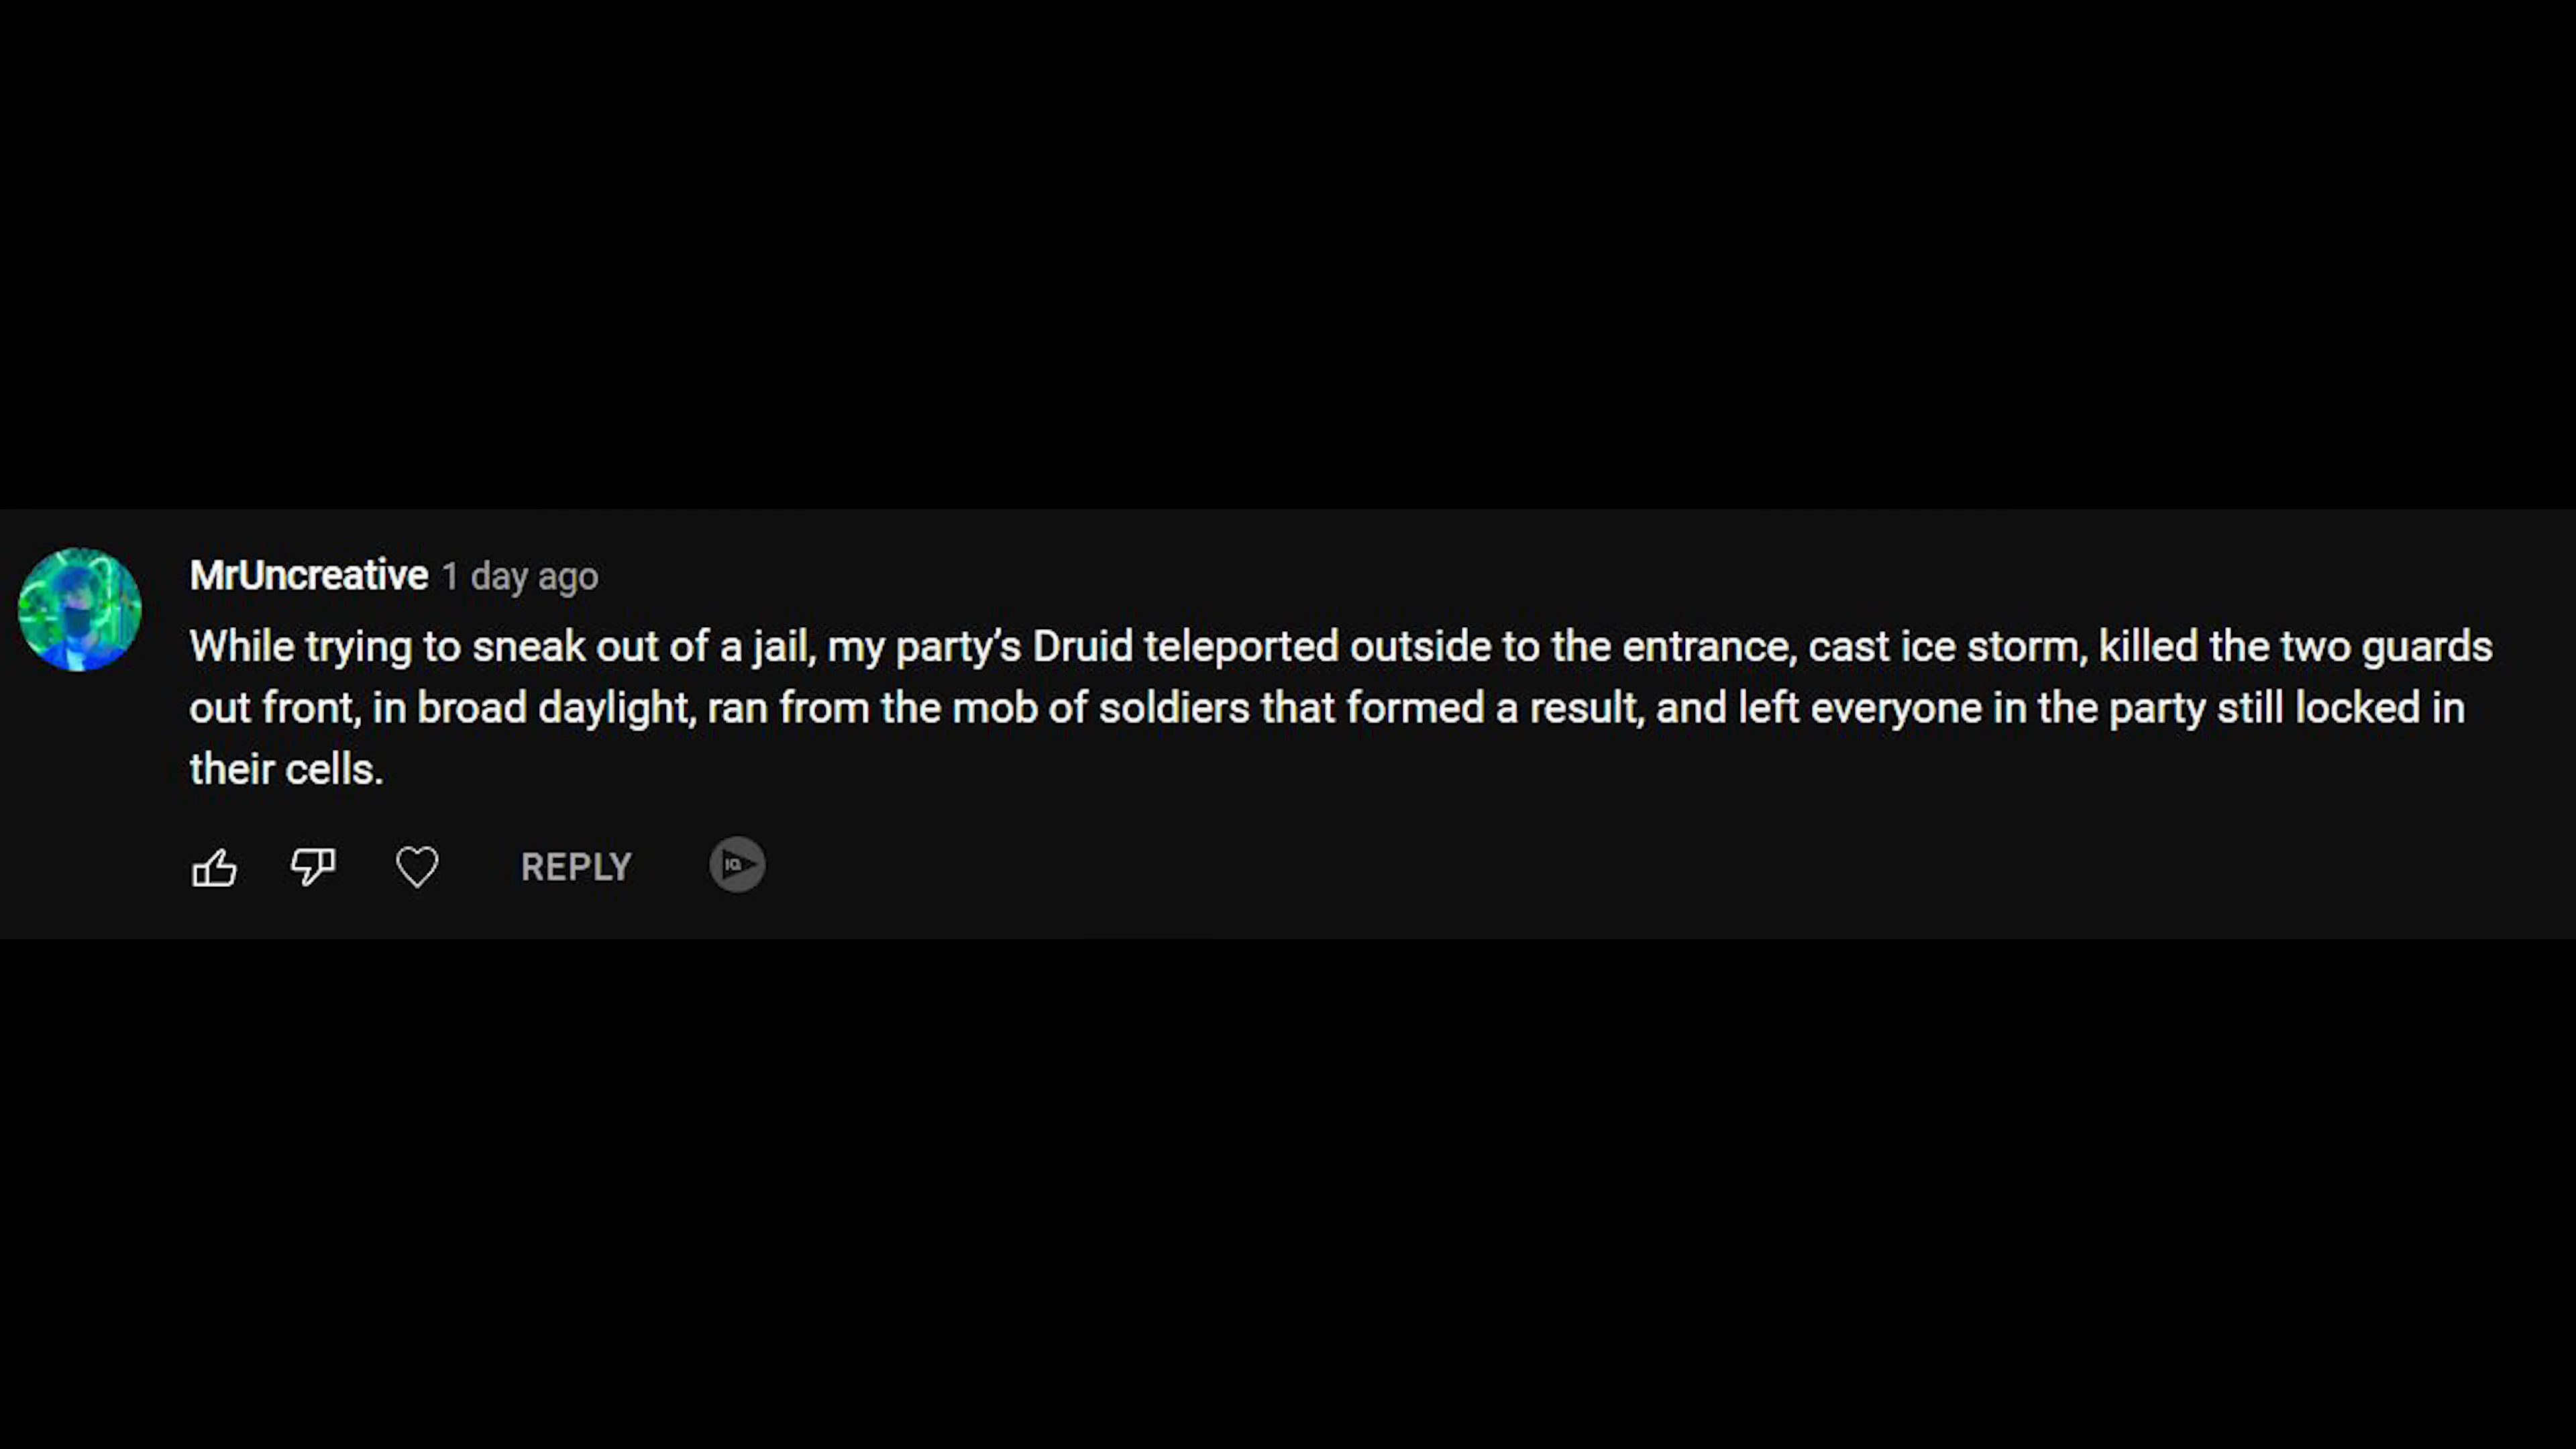 MrUncreative 1 day ago
While trying to sneak out of a jail, my party’s Druid teleported outside to the entrance, cast ice storm, killed the two guards
out front, in broad daylight, ran from the mob of soldiers that formed a result, and left everyone in the party still locked in
their cells.
REPLY
IQ